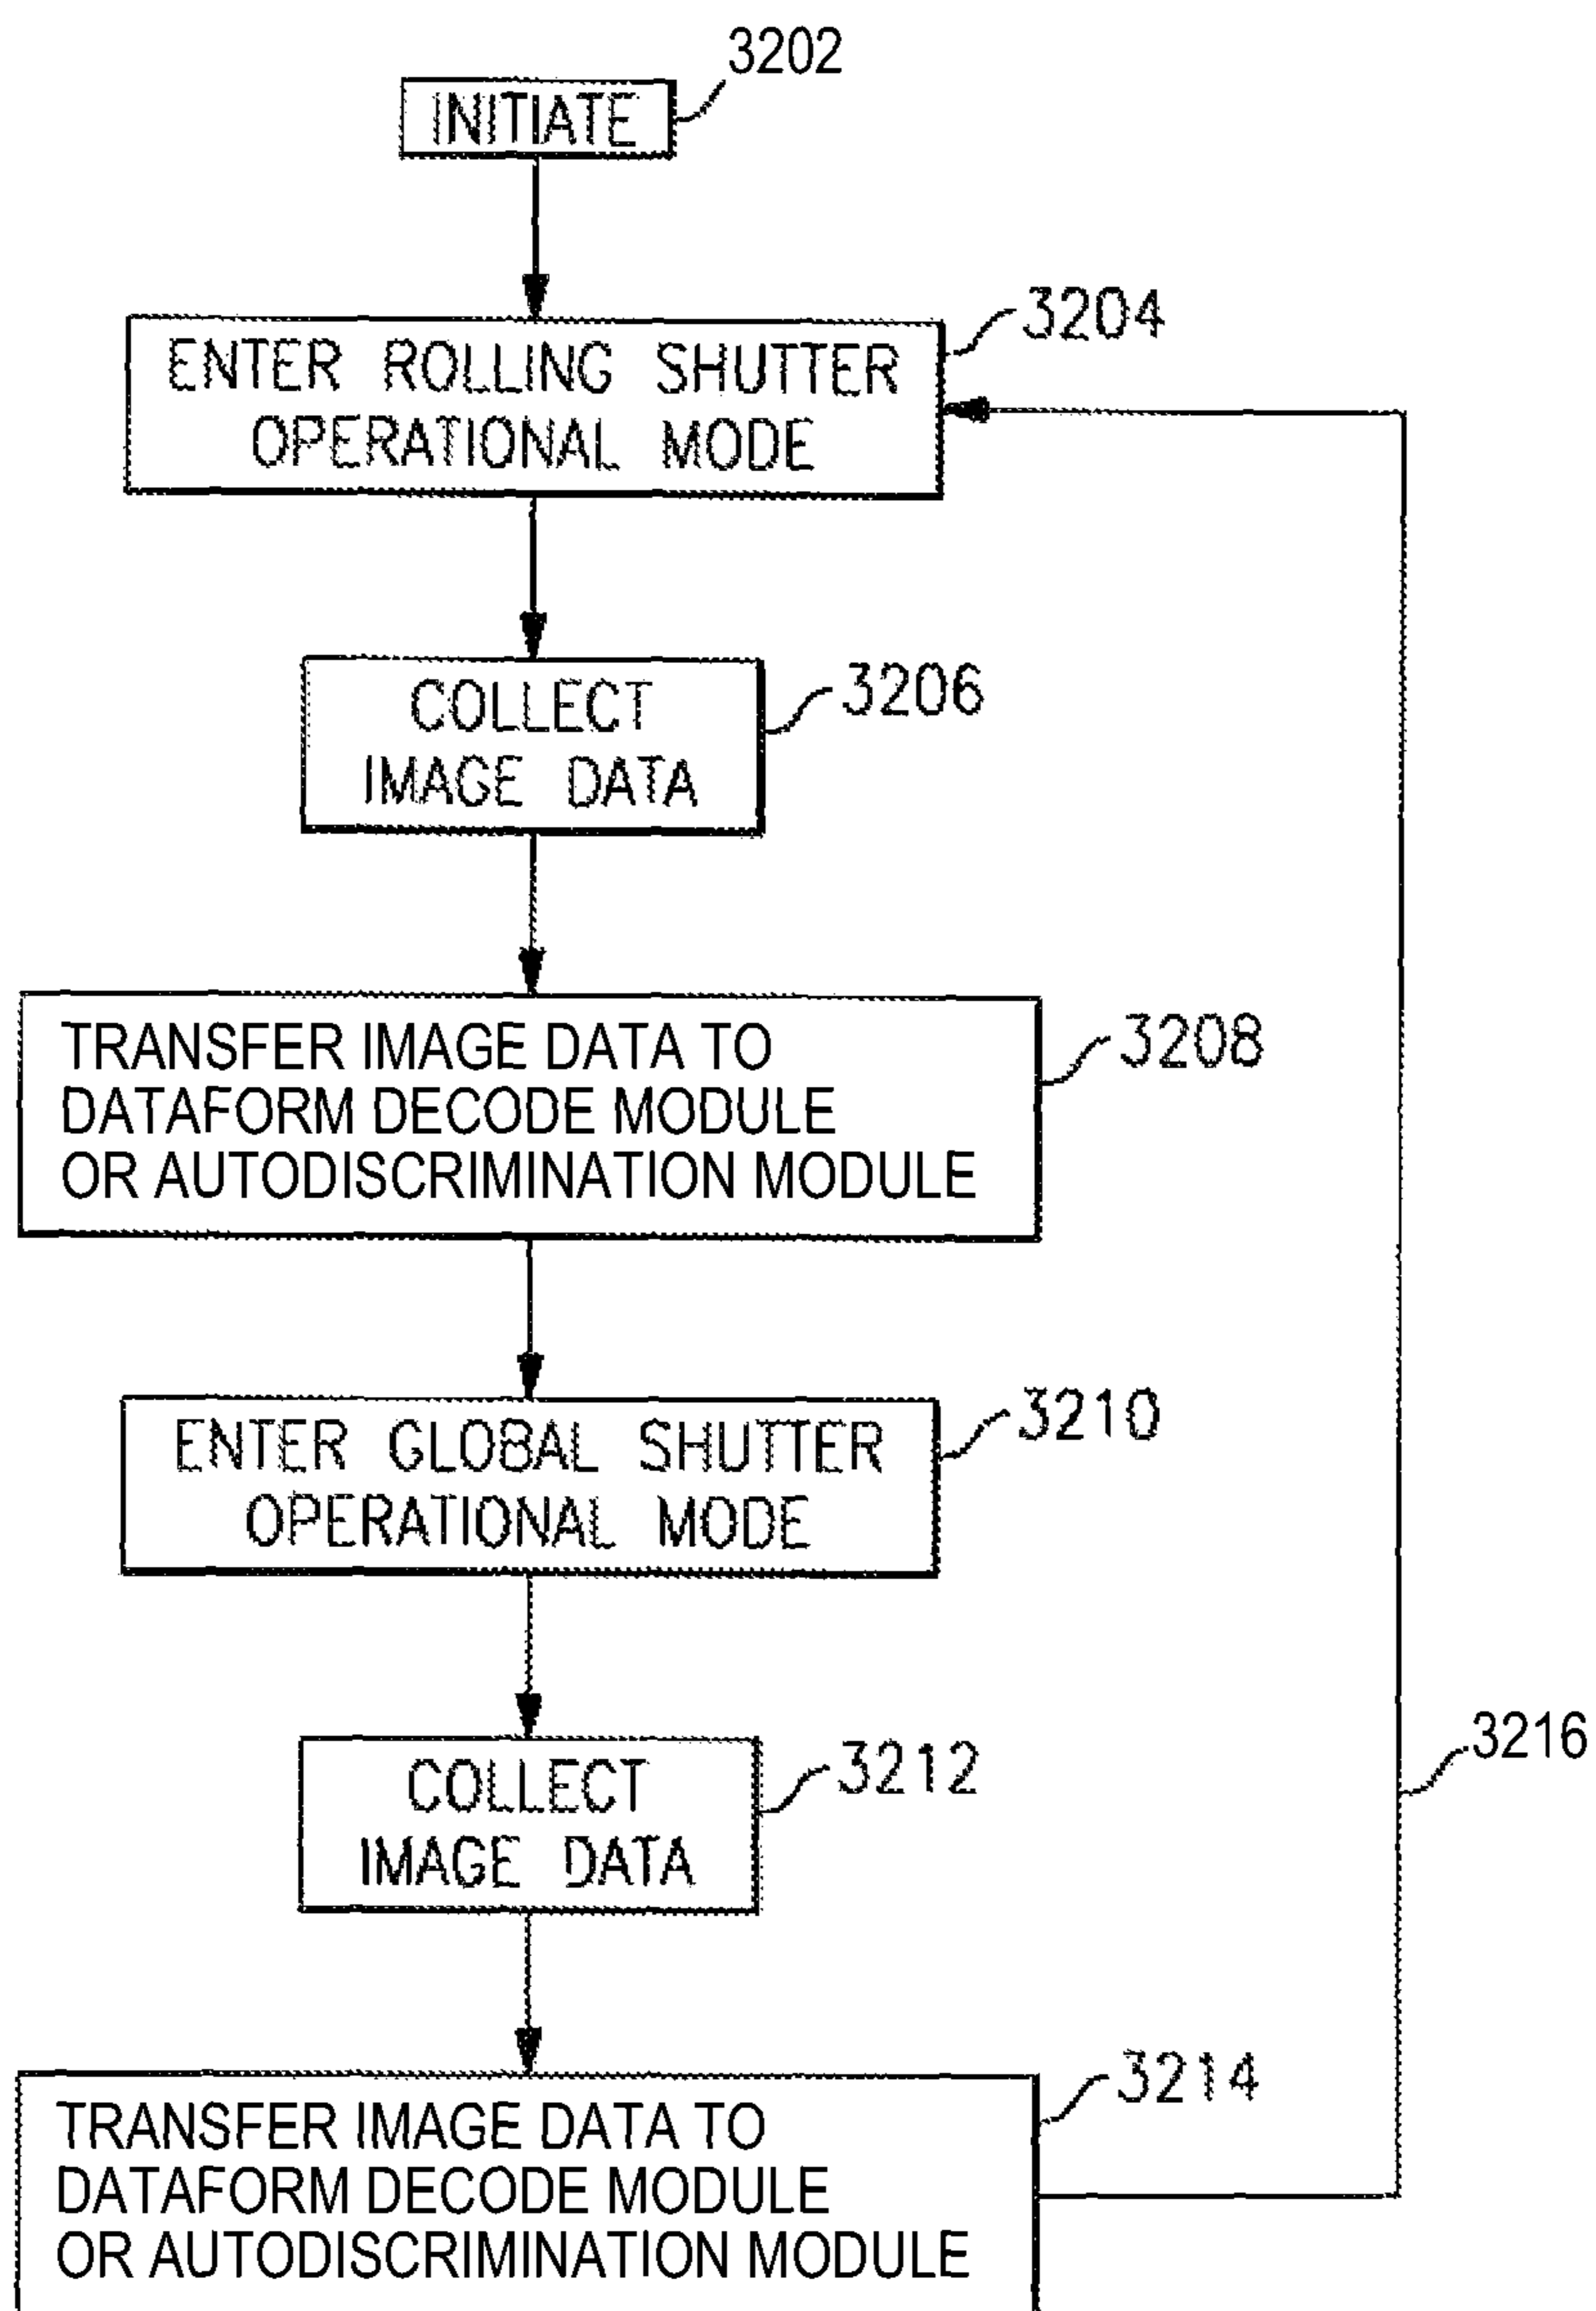 3202
INITIATE
3204
ENTER ROLLING SHUTTER
OPERATIONAL MODE
3206
COLLECT
IMAGE DATA
3208
TRANSFER IMAGE DATA TO
DATAFORM DECODE MODULE
OR AUTODISCRIMINATION MODULE
3210
ENTER GLOBAL SHUTTER
OPERATIONAL MODE
3212
COLLECT
IMAGE DATA
3216
3214
TRANSFER IMAGE DATA TO
DATAFORM DECODE MODULE
OR AUTODISCRIMINATION MODULE